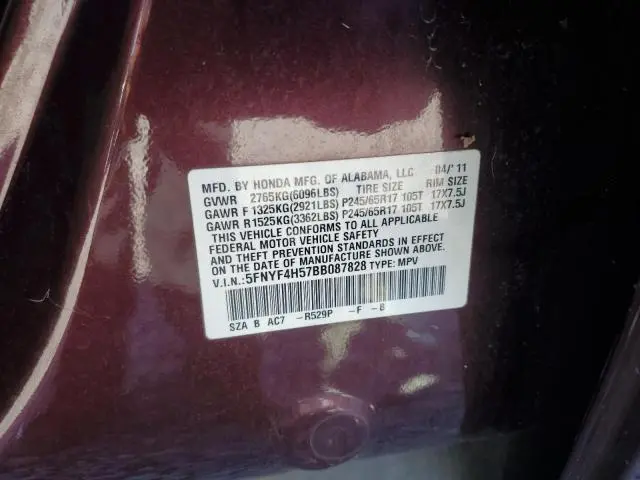 MFD. BY HONDA MFG. OF ALABAMA, LLC 04/'11
GVWR 2765KG(6096LBS) TIRE SIZE RIM SIZE
GAWR F 1325KG(2921LBS) P245/65R17 105T 17X7.5J
GAWR R1525KG(3362LBS) P245/65R17 105T 17X7.5J
THIS VEHICLE CONFORMS TO ALL APPLICABLE
FEDERAL MOTOR VEHICLE SAFETY
AND THEFT PREVENTION STANDARDS IN EFFECT
ON THE DATE OF MANUFACTURE SHOWN ABOVE.
V.I.N.:5FNYF4H57BB087828 TYPE: MPV
SZA B AC7 -R529P -F -8